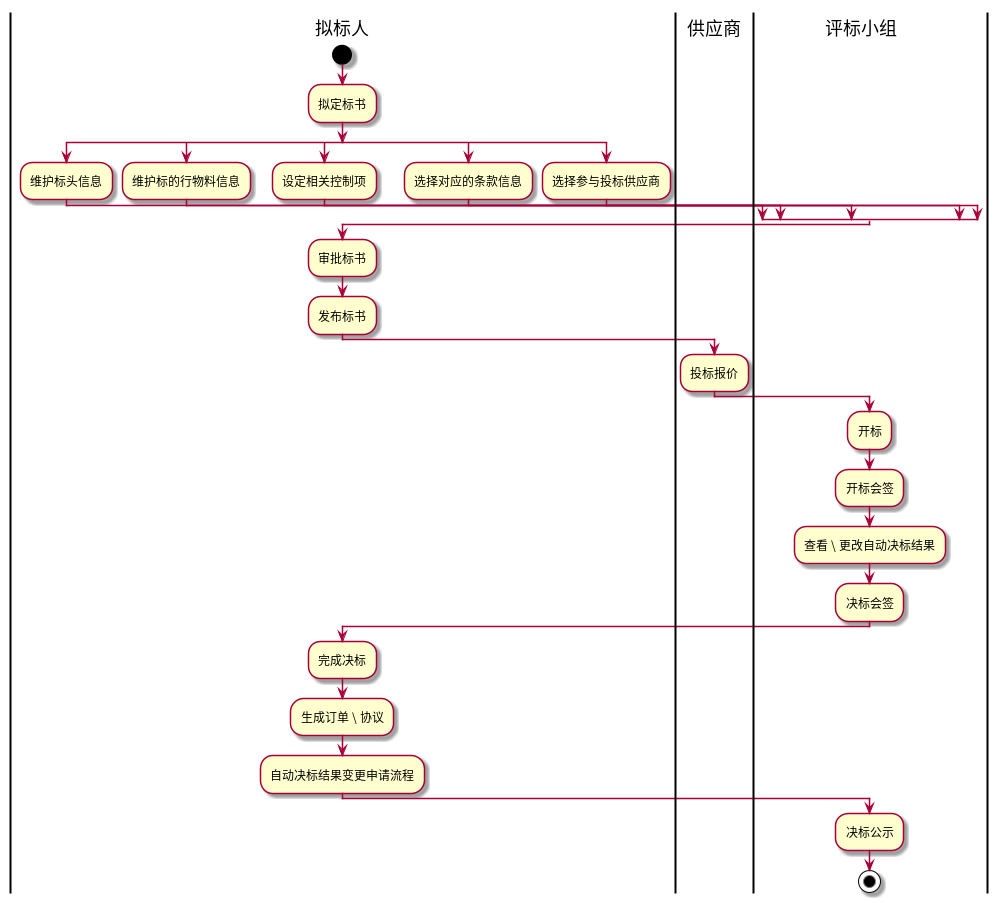 拟标人
供应商
评标小组
拟定标书
维护标头信息
维护标的行物料信息
设定相关控制项
选择对应的条款信息
选择参与投标供应商
审批标书
发布标书
投标报价
开标
开标会签
查看 \ 更改自动决标结果
决标会签
完成决标
生成订单 \ 协议
自动决标结果变更申请流程
决标公示